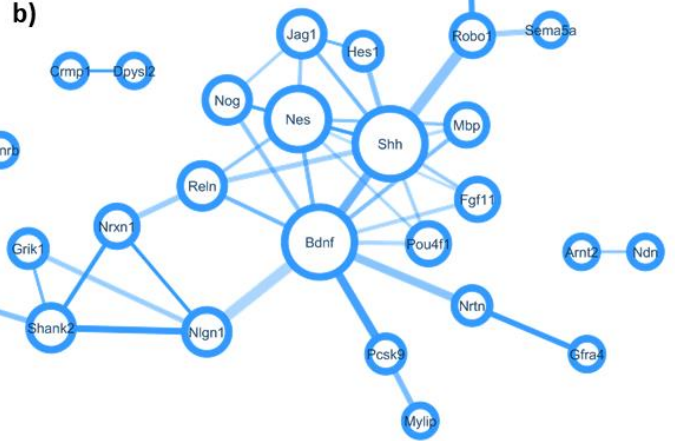 b)
Jag1
Hes1
Robo1
Sema5a
Crmp1
Dpysl2
Nog
Nes
Shh
Mbp
nrb
Reln
Fgf11
Nrxn1
Grik1
Bdnf
Pou4f1
Arnt2
Ndn
Shank2
Nlgn1
Nrtn
Pcsk9
Gfra4
Mylip